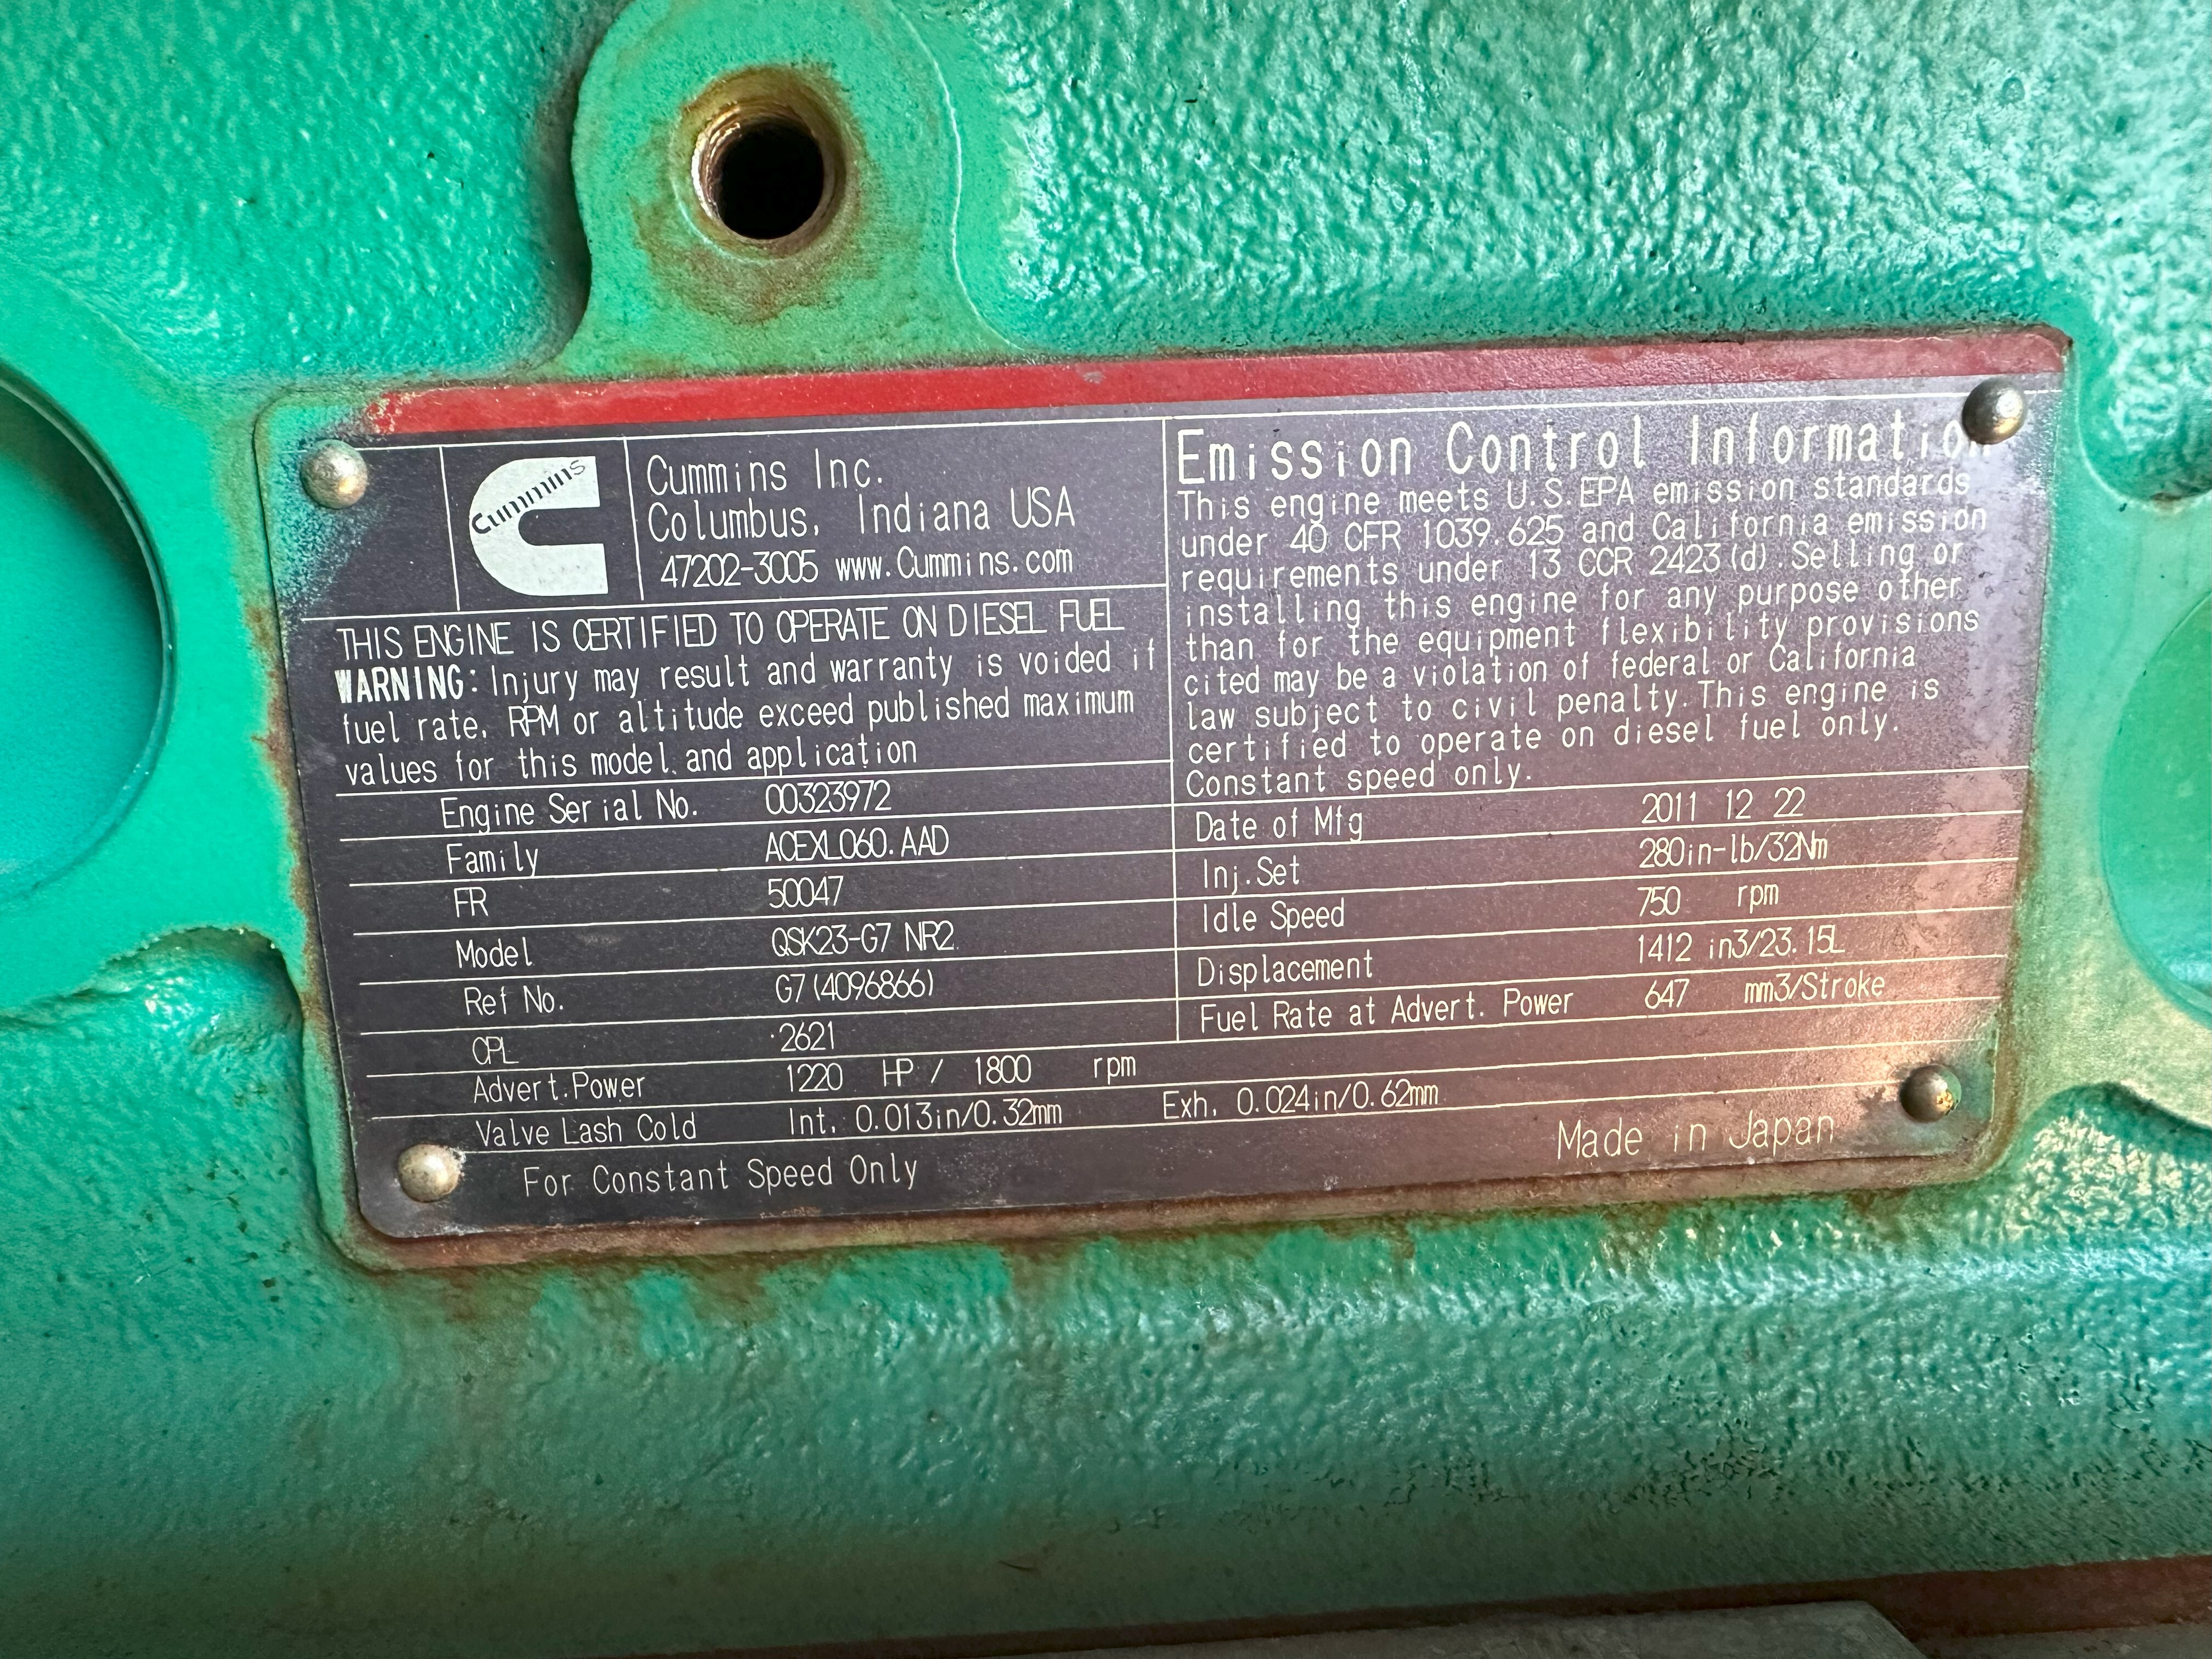 Cummins
Cummins Inc.
Columbus, Indiana USA
47202-3005 www.Cummins.com
THIS ENGINE IS CERTIFIED TO OPERATE ON DIESEL FUEL
WARNING: Injury may result and warranty is voided if
fuel rate, RPM or altitude exceed published maximum
values for this model and application
Engine Serial No. 00323972
Family ACEXL060.AAD
FR 50047
Model QSK23-G7 NR2
Ref No. G7(4096866)
CPL 2621
Advert.Power 1220 HP / 1800 rpm
Valve Lash Cold Int. 0.013in/0.32mm Exh. 0.024in/0.62mm
For Constant Speed Only
Emission Control Information
This engine meets U.S.EPA emission standards
under 40 CFR 1039.625 and California emission
requirements under 13 CCR 2423(d).Selling or
installing this engine for any purpose other
than for the equipment flexibility provisions
cited may be a violation of federal or California
law subject to civil penalty.This engine is
certified to operate on diesel fuel only.
Constant speed only.
Date of Mfg 2011 12 22
Inj.Set 280in-lb/32Nm
Idle Speed 750 rpm
Displacement 1412 in3/23.15L
Fuel Rate at Advert. Power 647 mm3/Stroke
Made in Japan